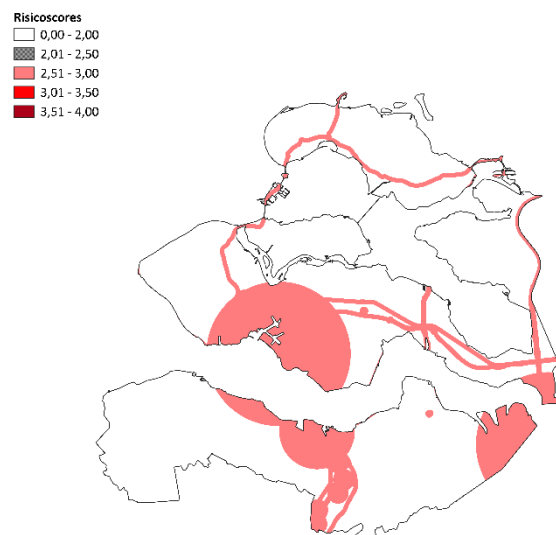 Risicoscores
0,00 - 2,00
2,01 - 2,50
2,51 - 3,00
3,01 - 3,50
3,51 - 4,00